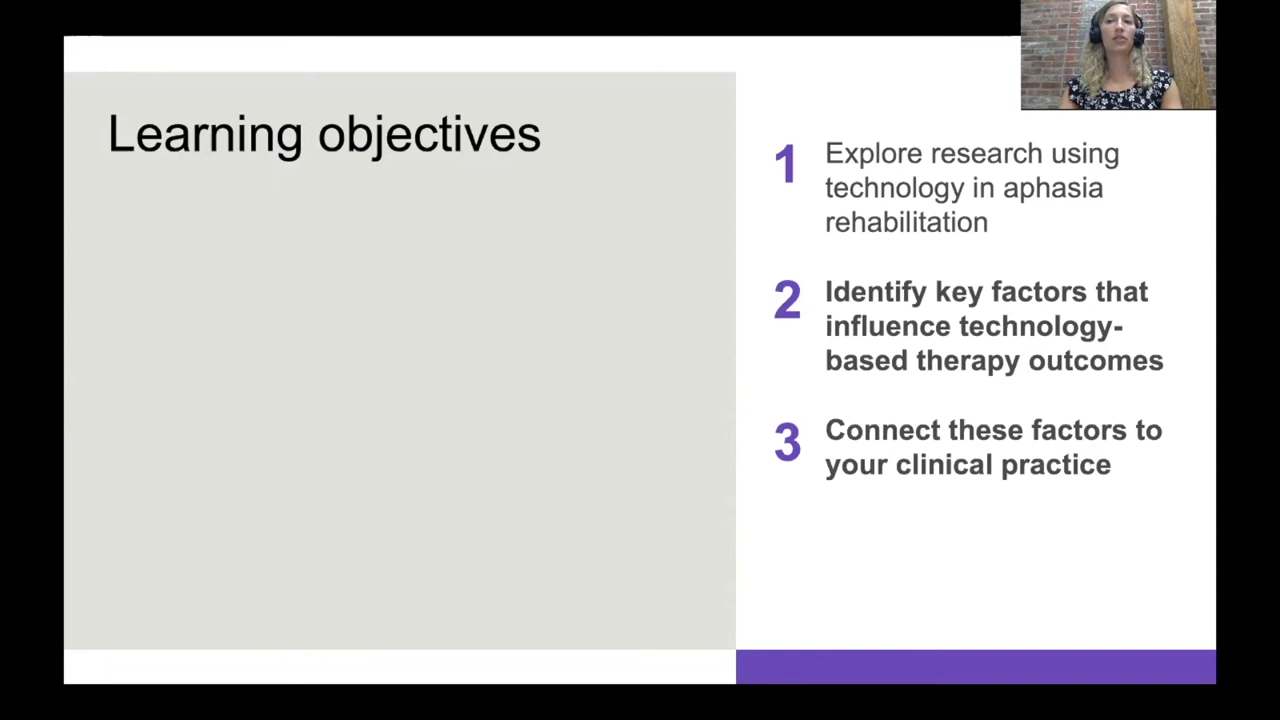 Learning objectives
1 Explore research using
technology in aphasia
rehabilitation
2 Identify key factors that
influence technology-
based therapy outcomes
3 Connect these factors to
your clinical practice